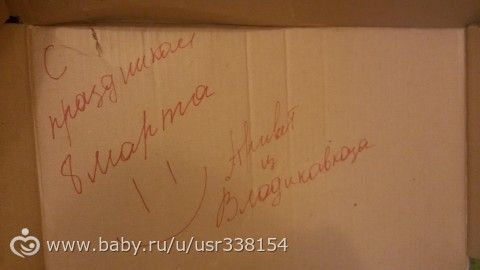 С
праздником
8 марта
!!
Привет
из
Владикавказа
www.baby.ru/u/usr338154